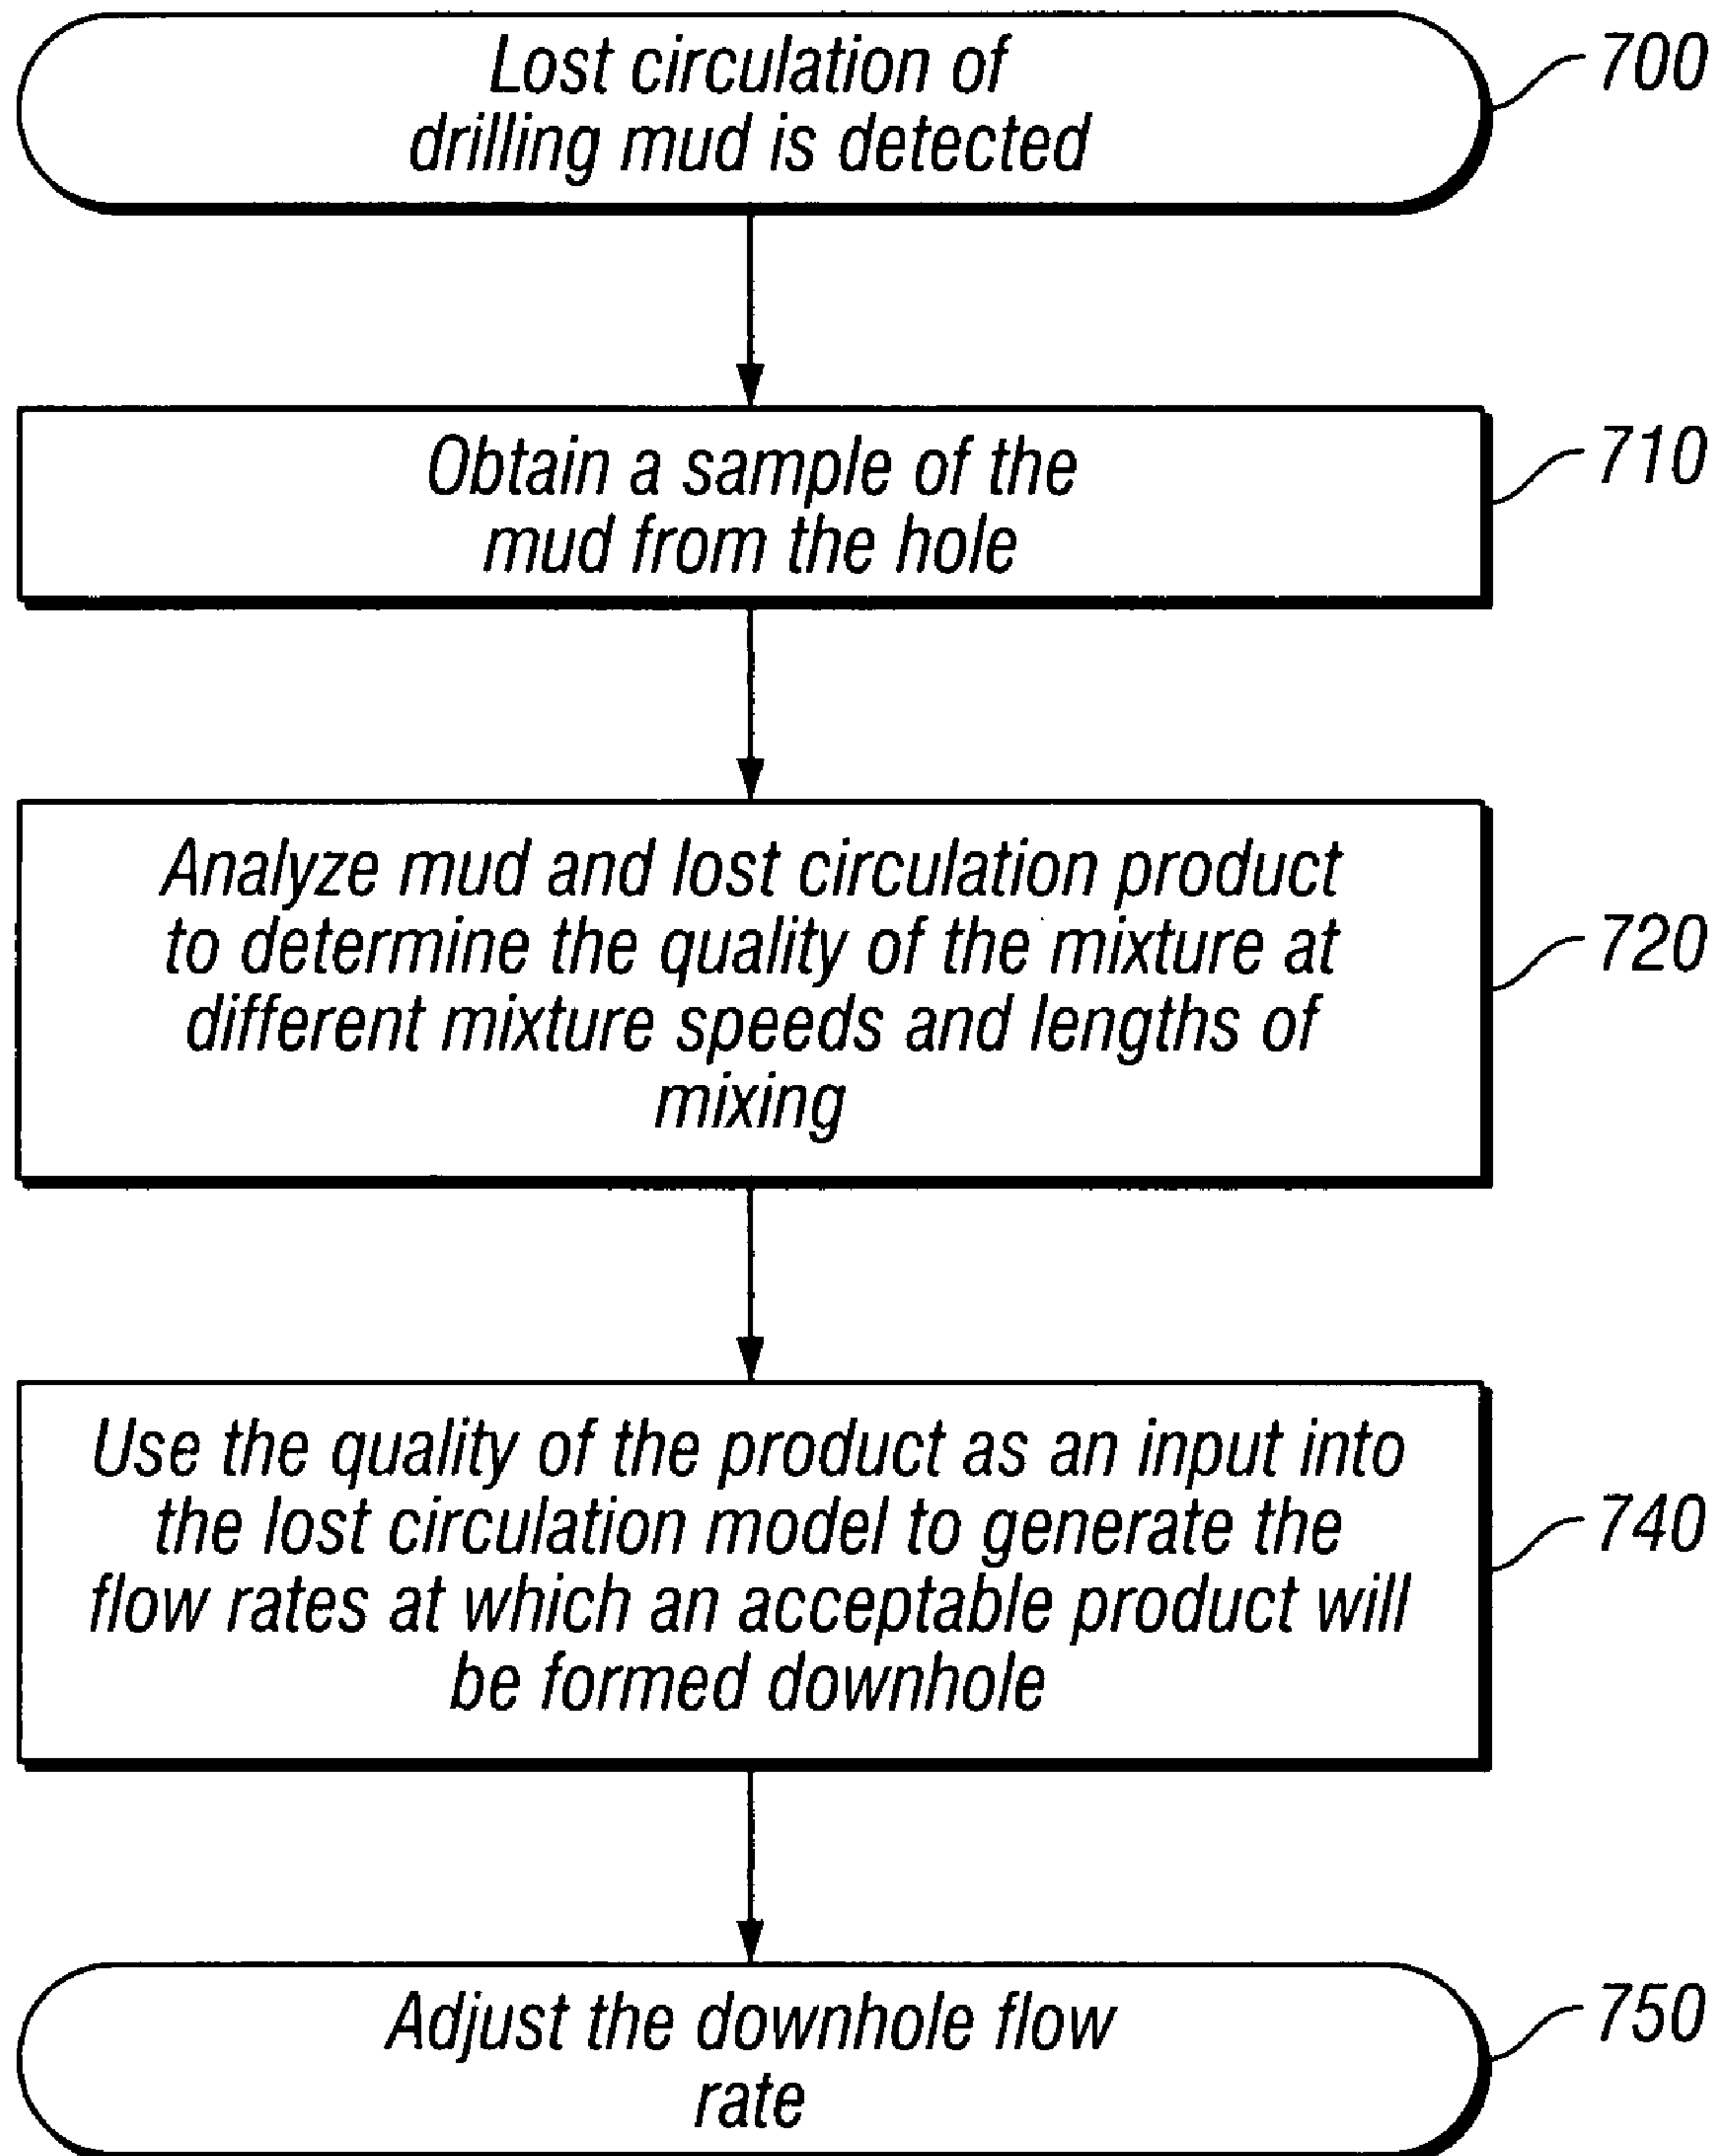 Lost circulation of
drilling mud is detected
700
Obtain a sample of the
mud from the hole
710
Analyze mud and lost circulation product
to determine the quality of the mixture at
different mixture speeds and lengths of
mixing
720
Use the quality of the product as an input into
the lost circulation model to generate the
flow rates at which an acceptable product will
be formed downhole
740
Adjust the downhole flow
rate
750